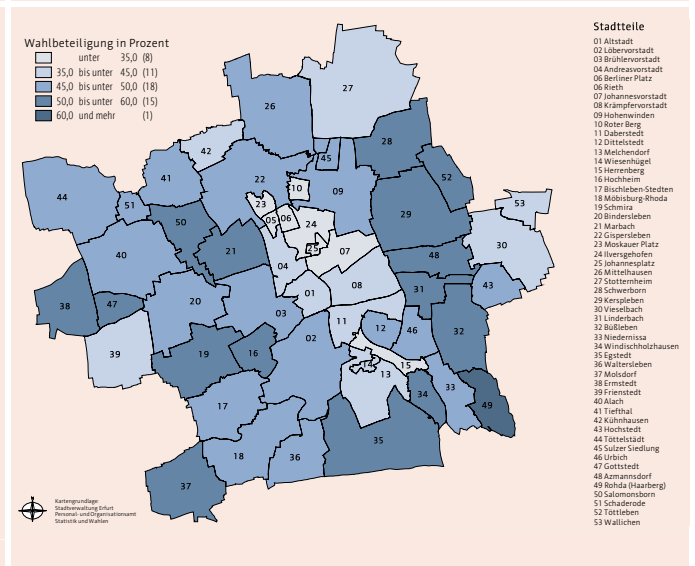 Wahlbeteiligung in Prozent
unter 35,0 (8)
35,0 bis unter 45,0 (11)
45,0 bis unter 50,0 (18)
50,0 bis unter 60,0 (15)
60,0 und mehr (1)
27
26
28
42
45
52
41
44
22
10
09
53
51
23
29
05
06
24
50
30
21
25
07
40
04
48
43
08
31
01
38
47
20
03
12
46
32
11
02
39
19
16
14
15
13
33
34
17
49
35
18
36
37
Kartengrundlage:
Stadtverwaltung Erfurt
Personal- und Organisationsamt
Statistik und Wahlen
Stadtteile
01 Altstadt
02 Löbervorstadt
03 Brühlervorstadt
04 Andreasvorstadt
06 Berliner Platz
06 Rieth
07 Johannesvorstadt
08 Krämpfervorstadt
09 Hohenwinden
10 Roter Berg
11 Daberstedt
12 Dittelstedt
13 Melchendorf
14 Wiesenhügel
15 Herrenberg
16 Hochheim
17 Bischleben-Stedten
18 Möbisburg-Rhoda
19 Schmira
20 Bindersleben
21 Marbach
22 Gispersleben
23 Moskauer Platz
24 Ilversgehofen
25 Johannesplatz
26 Mittelhausen
27 Stotternheim
28 Schwerborn
29 Kerspleben
30 Vieselbach
31 Linderbach
32 Büßleben
33 Niedernissa
34 Windischholzhausen
35 Egstedt
36 Waltersleben
37 Molsdorf
38 Ermstedt
39 Frienstedt
40 Alach
41 Tiefthal
42 Kühnhausen
43 Hochstedt
44 Töttelstädt
45 Sulzer Siedlung
46 Urbich
47 Gottstedt
48 Azmannsdorf
49 Rohda (Haarberg)
50 Salomonsborn
51 Schaderode
52 Töttleben
53 Wallichen